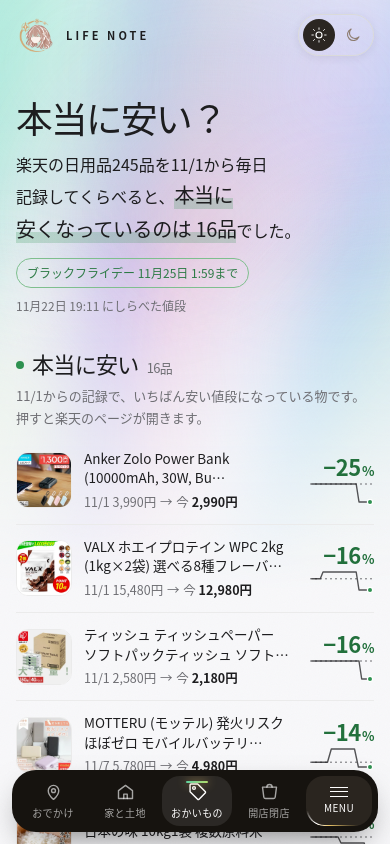 LIFE NOTE
本当に安い？
楽天の日用品245品を11/1から毎日
記録してくらべると、本当に
安くなっているのは 16品でした。
ブラックフライデー 11月25日 1:59まで
11月22日 19:11 にしらべた値段
本当に安い 16品
11/1からの記録で、いちばん安い値段になっている物です。
押すと楽天のページが開きます。
Anker Zolo Power Bank
(10000mAh, 30W, Bu…
11/1 3,990円 → 今 2,990円
−25%
VALX ホエイプロテイン WPC 2kg
(1kg×2袋) 選べる8種フレーバ…
11/1 15,480円 → 今 12,980円
−16%
ティッシュ ティッシュペーパー
ソフトパックティッシュ ソフト…
11/1 2,580円 → 今 2,180円
−16%
MOTTERU (モッテル) 発火リスク
ほぼゼロ モバイルバッテリ…
11/7 5,780円 → 今 4,980円
−14%
おでかけ
家と土地
おかいもの
開店閉店
MENU